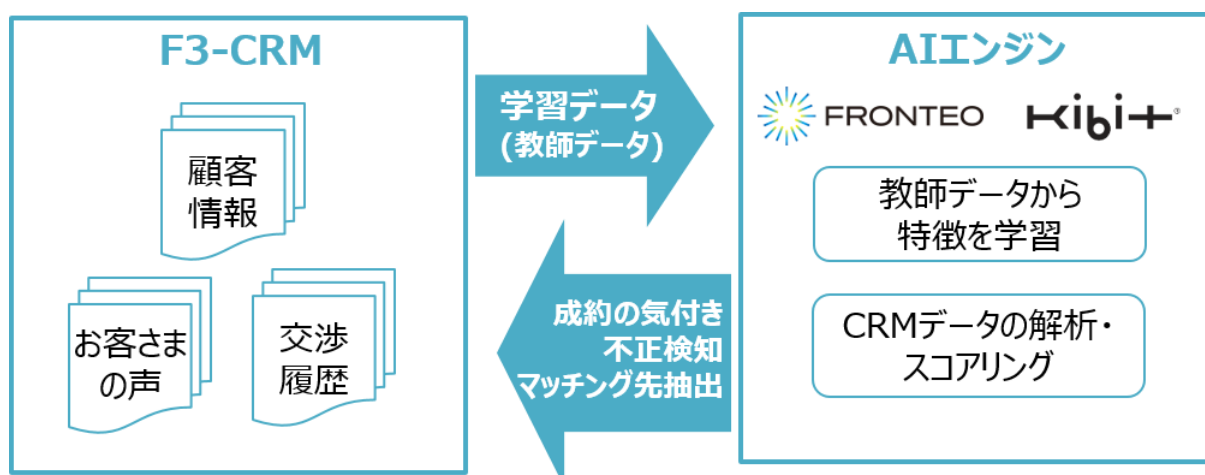 F3-CRM
顧客
情報
お客さま
の声
交渉
履歴
学習データ
(教師データ)
成約の気付き
不正検知
マッチング先抽出
AIエンジン
FRONTEO
Kibit®
教師データから
特徴を学習
CRMデータの解析・
スコアリング